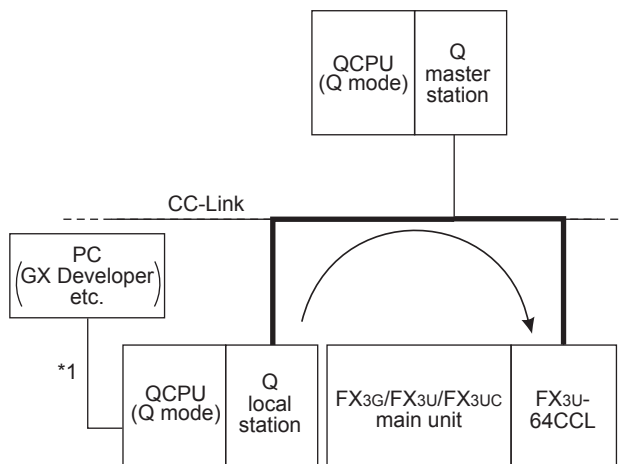 QCPU
(Q mode)
Q
master
station
CC-Link
PC
(GX Developer
etc.)
*1
QCPU
(Q mode)
Q
local
station
FX3G/FX3U/FX3UC
main unit
FX3U-
64CCL